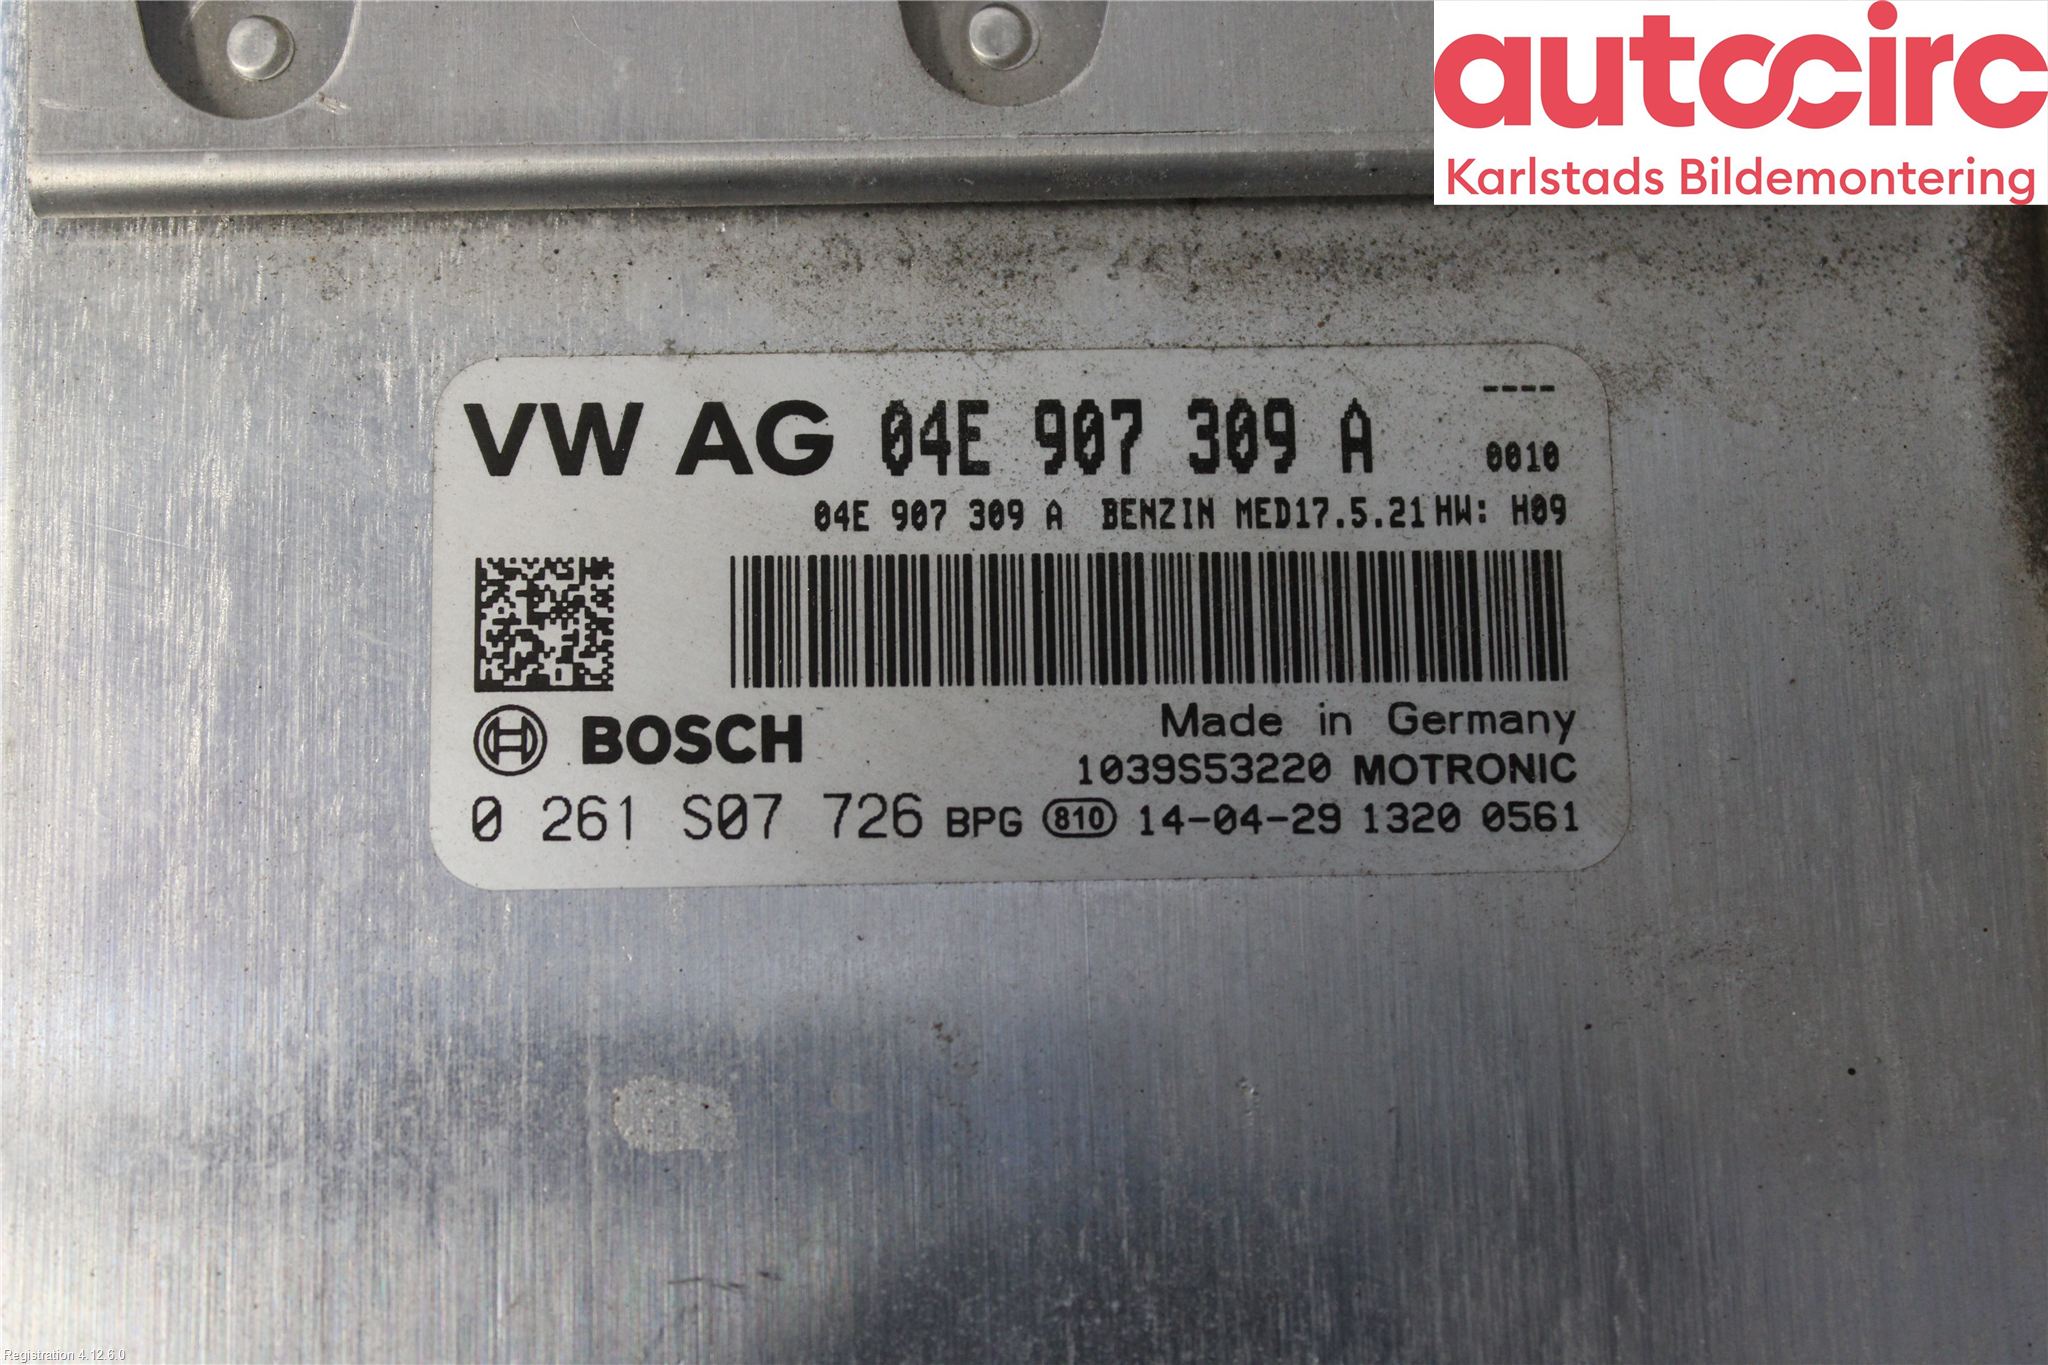 autocirc
Karlstads Bildemontering
----
VW AG 04E 907 309 A 0010
04E 907 309 A BENZIN MED17.5.21 HW: H09
BOSCH
Made in Germany
1039S53220 MOTRONIC
0 261 S07 726 BPG 810 14-04-29 1320 0561
Registration 4.12.6.0